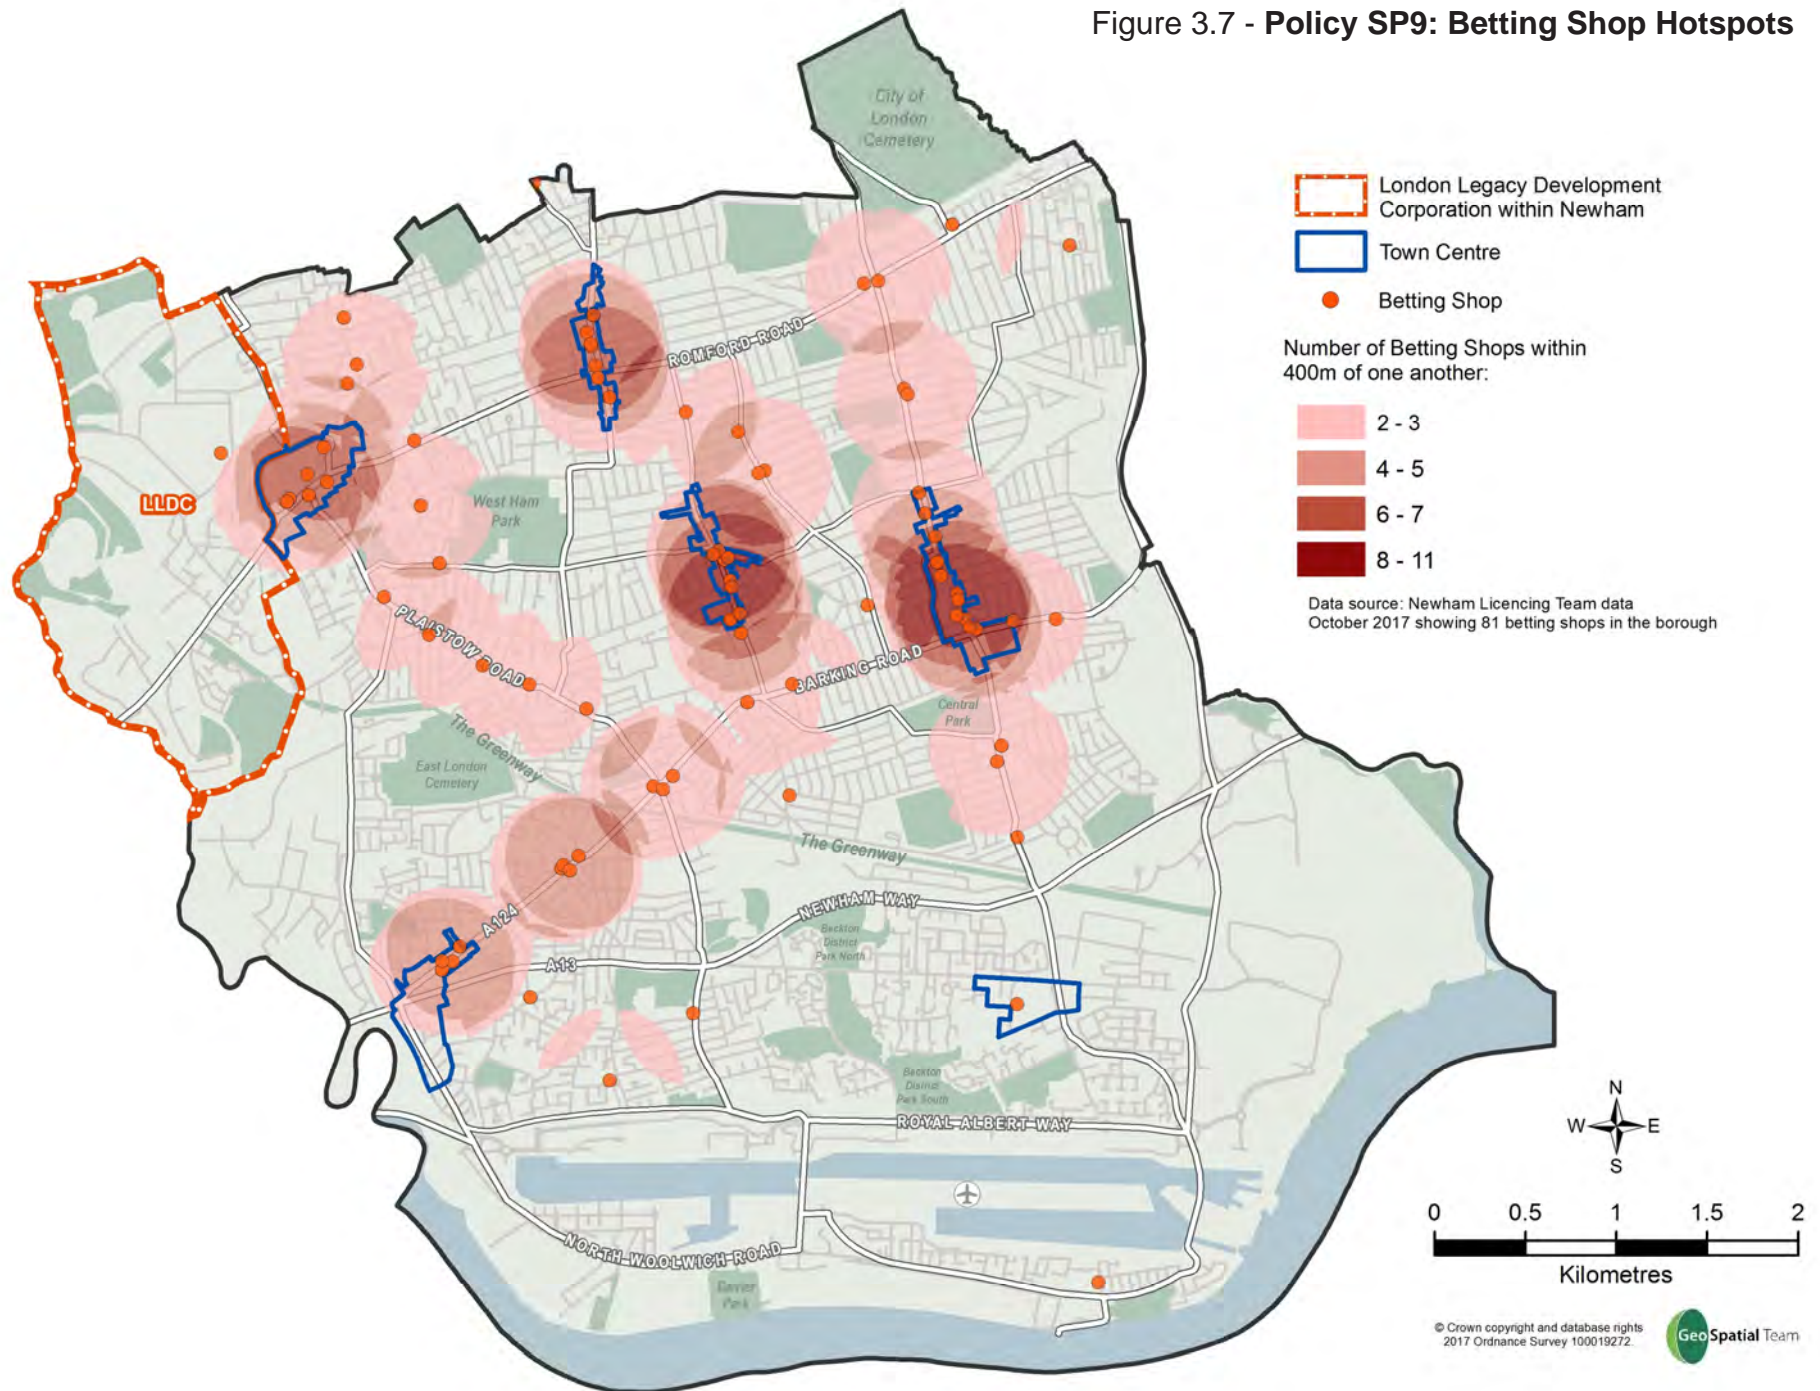 Figure 3.7 - Policy SP9: Betting Shop Hotspots
City of
London
Cemetery
London Legacy Development
Corporation within Newham
Town Centre
Betting Shop
Number of Betting Shops within
400m of one another:
2 - 3
4 - 5
6 - 7
8 - 11
Data source: Newham Licencing Team data
October 2017 showing 81 betting shops in the borough
ROMFORD ROAD
LLDC
West Ham
Park
PLAISTOW ROAD
BARKING ROAD
Central
Park
The Greenway
East London
Cemetery
The Greenway
NEWHAM WAY
A124
A13
Beckton
District
Park North
Beckton
District
Park South
ROYAL ALBERT WAY
NORTH WOOLWICH ROAD
Barrier
Park
N
W E
S
0 0.5 1 1.5 2
Kilometres
© Crown copyright and database rights
2017 Ordnance Survey 100019272.
GeoSpatial Team